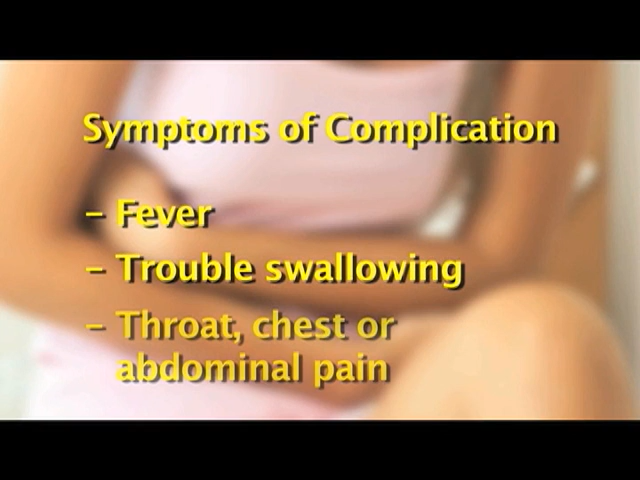 Symptoms of Complication
- Fever
- Trouble swallowing
- Throat, chest or
abdominal pain